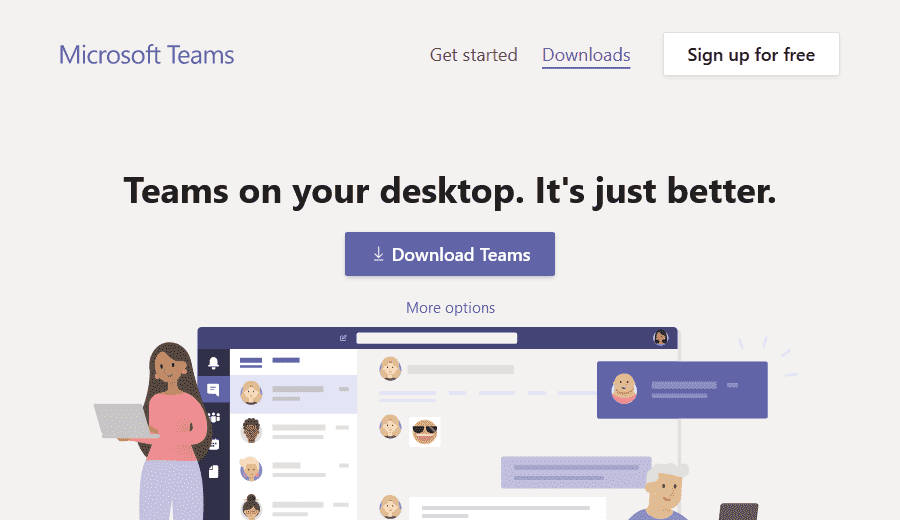 Microsoft Teams
Get started
Downloads
Sign up for free
Teams on your desktop. It's just better.
Download Teams
More options